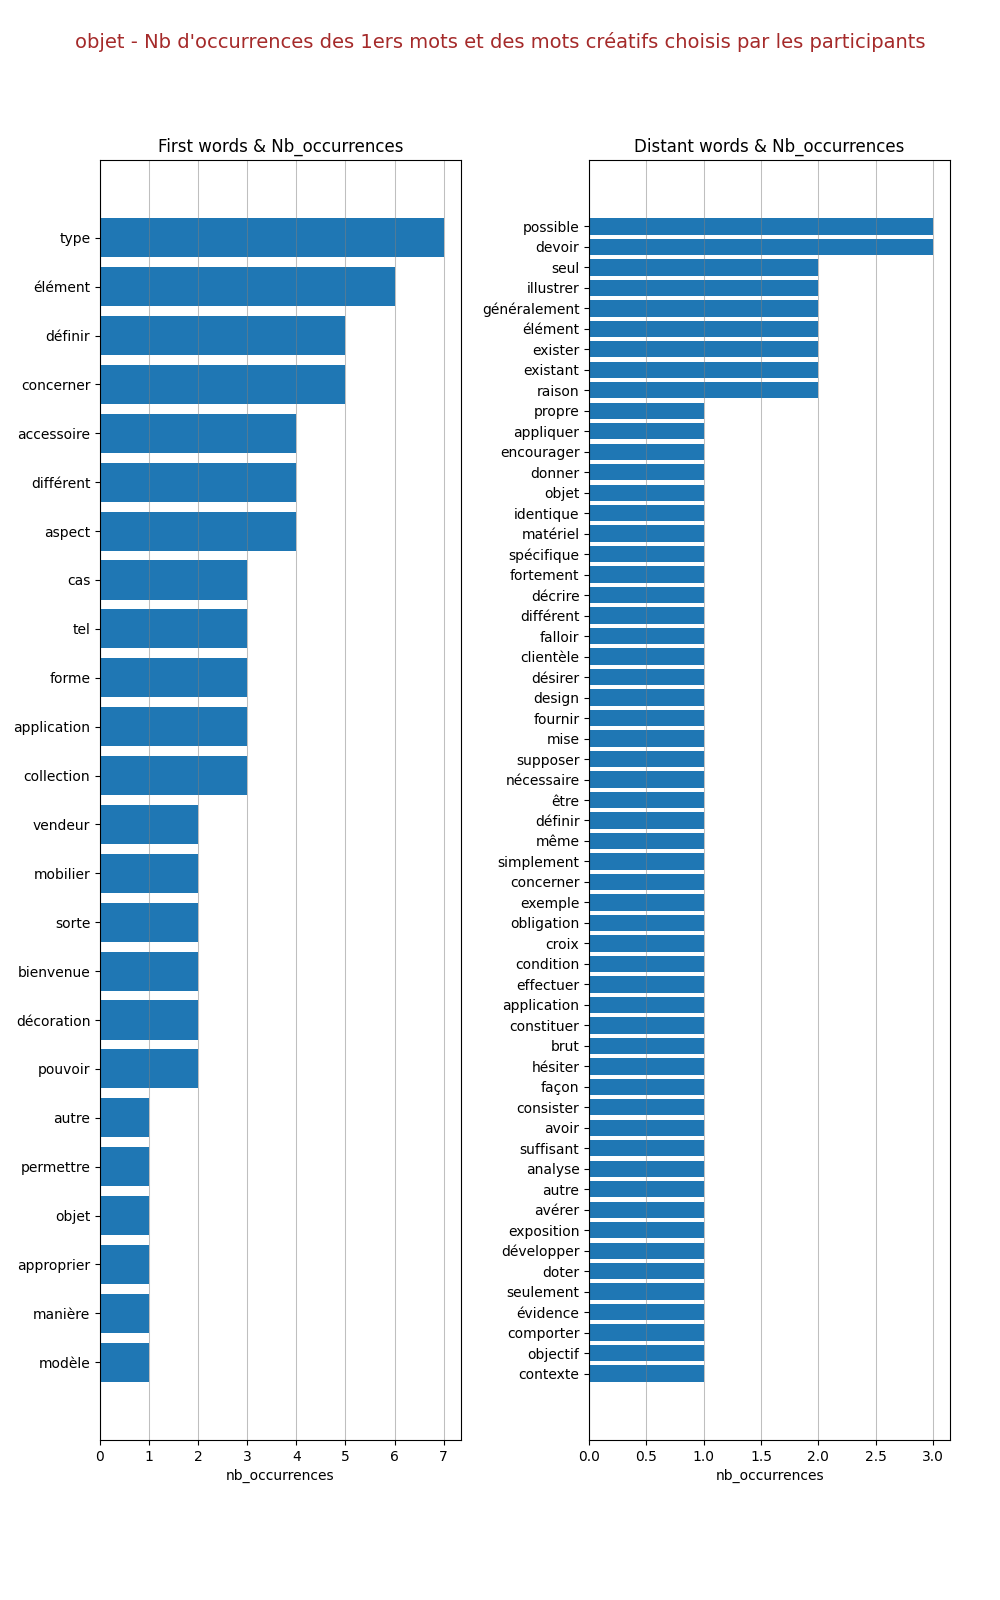 objet - Nb d'occurrences des 1ers mots et des mots créatifs choisis par les participants
First words & Nb_occurrences
type
élément
définir
concerner
accessoire
différent
aspect
cas
tel
forme
application
collection
vendeur
mobilier
sorte
bienvenue
décoration
pouvoir
autre
permettre
objet
approprier
manière
modèle
0 1 2 3 4 5 6 7
nb_occurrences
Distant words & Nb_occurrences
possible
devoir
seul
illustrer
généralement
élément
exister
existant
raison
propre
appliquer
encourager
donner
objet
identique
matériel
spécifique
fortement
décrire
différent
falloir
clientèle
désirer
design
fournir
mise
supposer
nécessaire
être
définir
même
simplement
concerner
exemple
obligation
croix
condition
effectuer
application
constituer
brut
hésiter
façon
consister
avoir
suffisant
analyse
autre
avérer
exposition
développer
doter
seulement
évidence
comporter
objectif
contexte
0.0 0.5 1.0 1.5 2.0 2.5 3.0
nb_occurrences